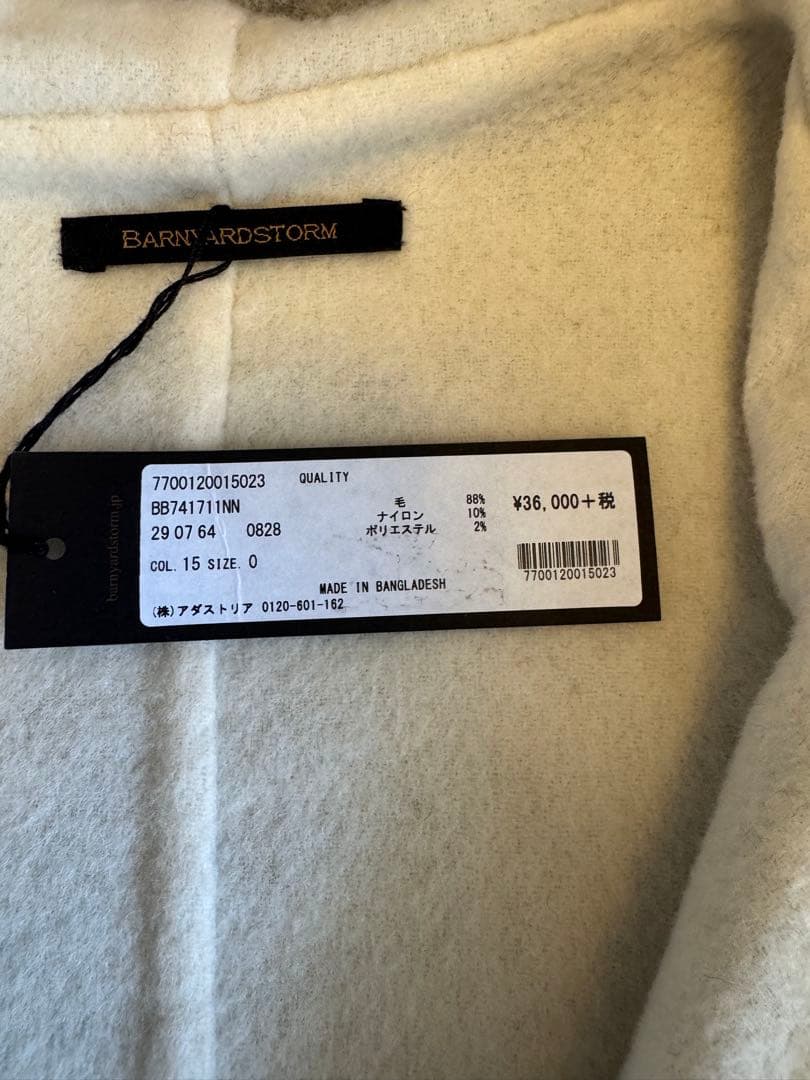 BARNYARDSTORM
barnyardstorm.jp
7700120015023
QUALITY
BB741711NN
毛 88%
ナイロン 10%
ポリエステル 2%
¥36,000+税
29 07 64 0828
COL. 15 SIZE. 0
7700120015023
MADE IN BANGLADESH
(株)アダストリア 0120-601-162